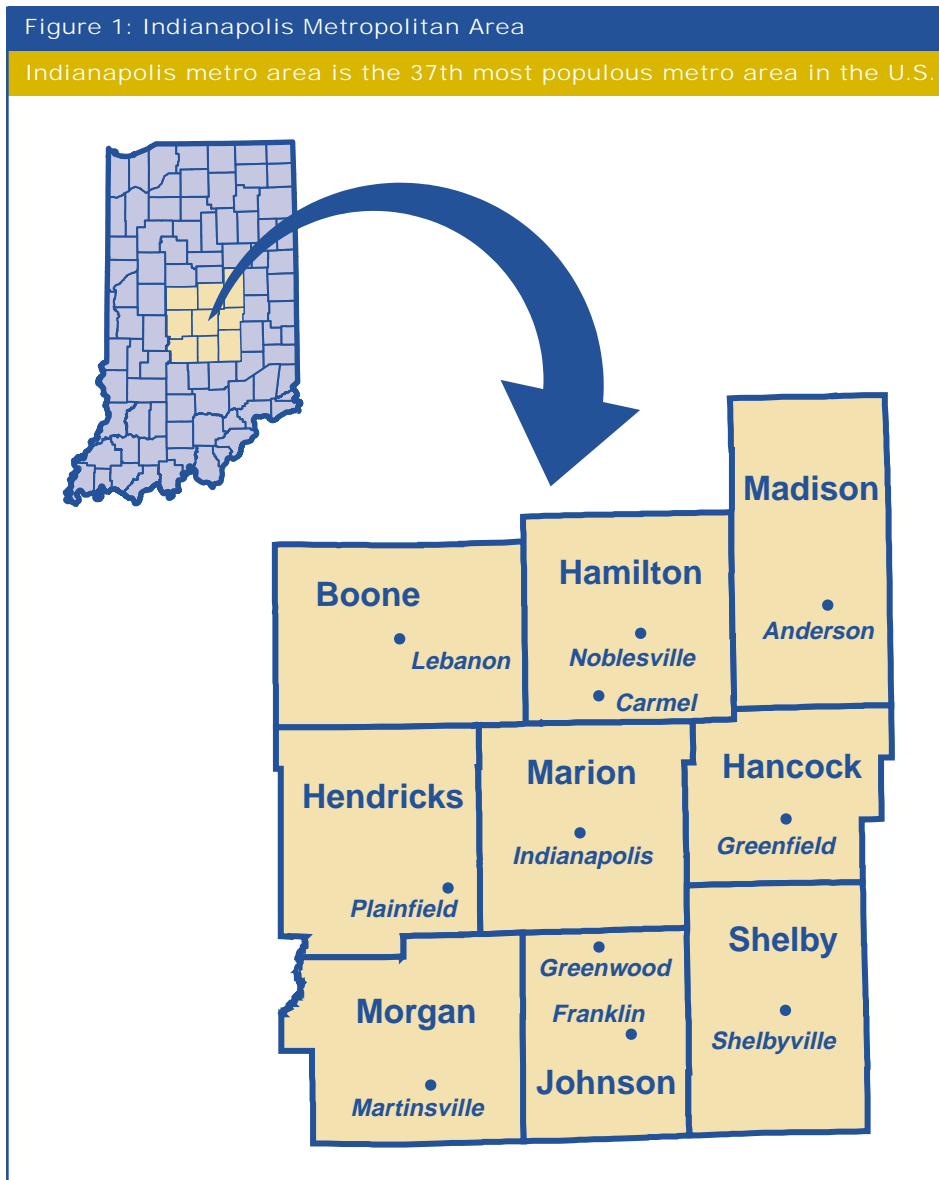 Figure 1: Indianapolis Metropolitan Area
Indianapolis metro area is the 37th most populous metro area in the U.S.
Madison
Anderson
Hamilton
Noblesville
Carmel
Boone
Lebanon
Hendricks
Plainfield
Marion
Indianapolis
Hancock
Greenfield
Shelby
Shelbyville
Morgan
Martinsville
Greenwood
Franklin
Johnson